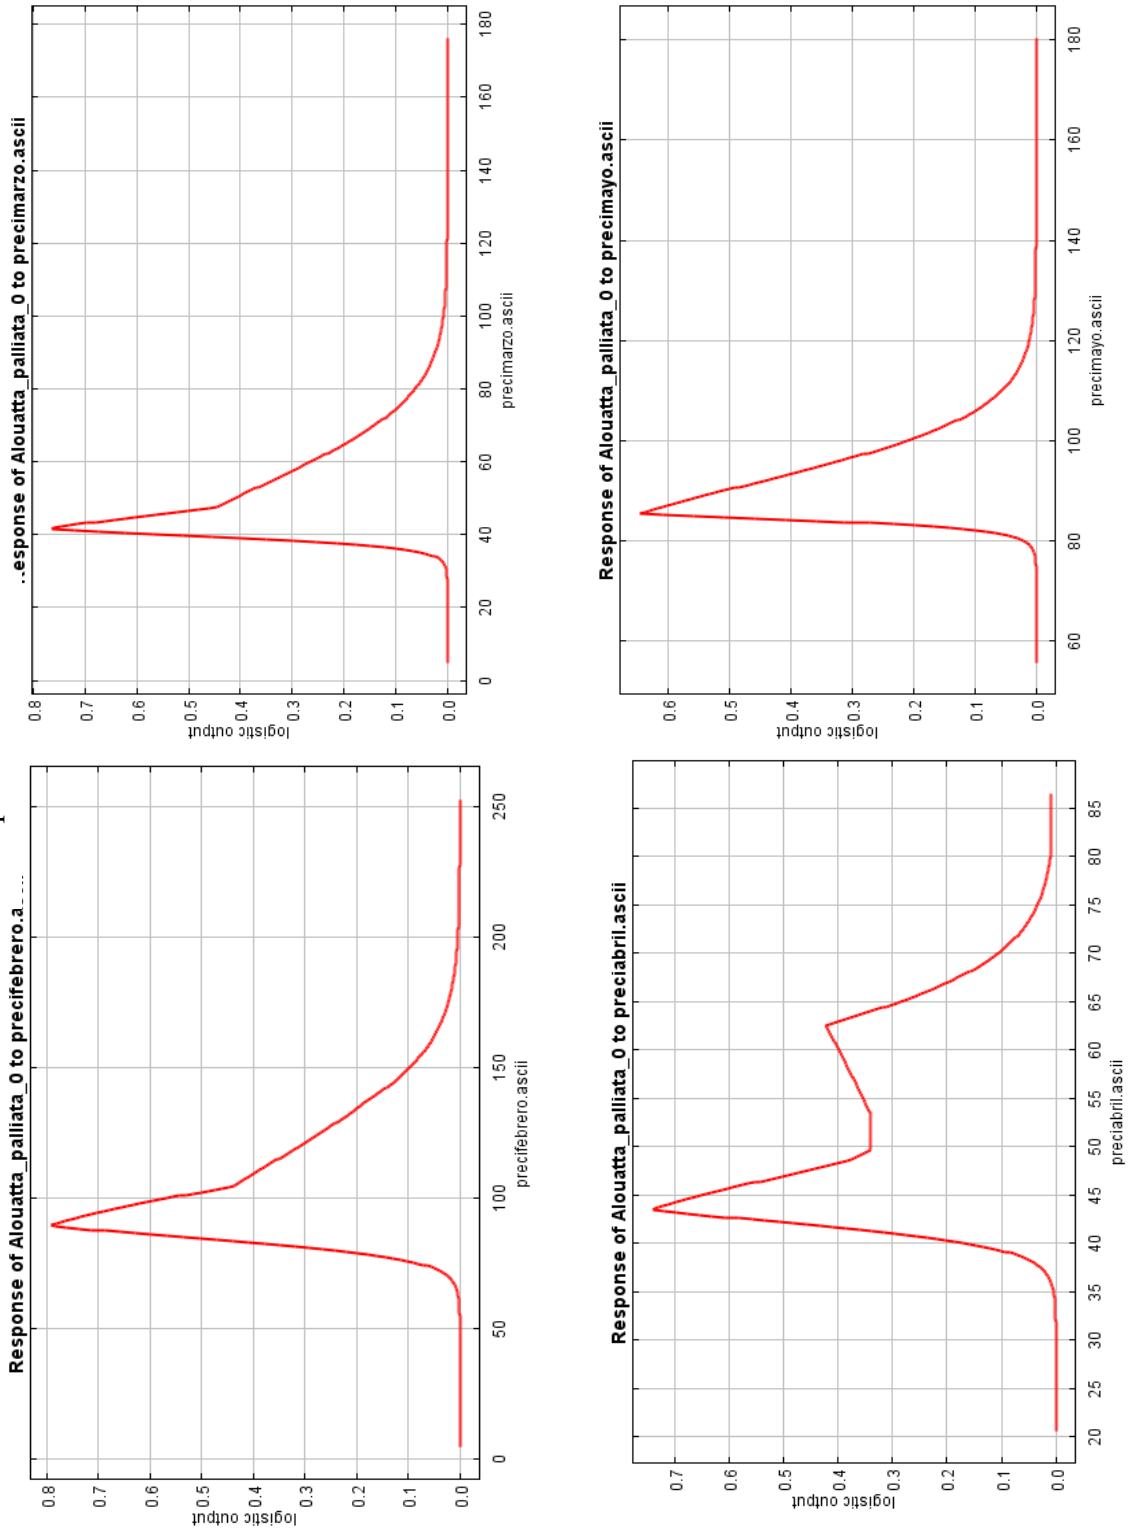 Response of Alouatta_palliata_0 to
0.8
0.7
0.6
0.5
0.4
0.3
0.2
0.1
0.0
logistic output
0 50 100 150 200 250
precifebrero.ascii
of Alouatta_palliata_0 to precimarzo.ascii
0.8
0.7
0.6
0.5
0.4
0.3
0.2
0.1
0.0
logistic output
0 20 40 60 80 100 120 140 160 180
precimarzo.ascii
Response of Alouatta_palliata_0 to preciabril.ascii
0.7
0.6
0.5
0.4
0.3
0.2
0.1
0.0
logistic output
20 25 30 35 40 45 50 55 60 65 70 75 80 85
preciabril.ascii
Response of Alouatta_palliata_0 to precimayo.ascii
0.6
0.5
0.4
0.3
0.2
0.1
0.0
logistic output
60 80 100 120 140 160 180
precimayo.ascii